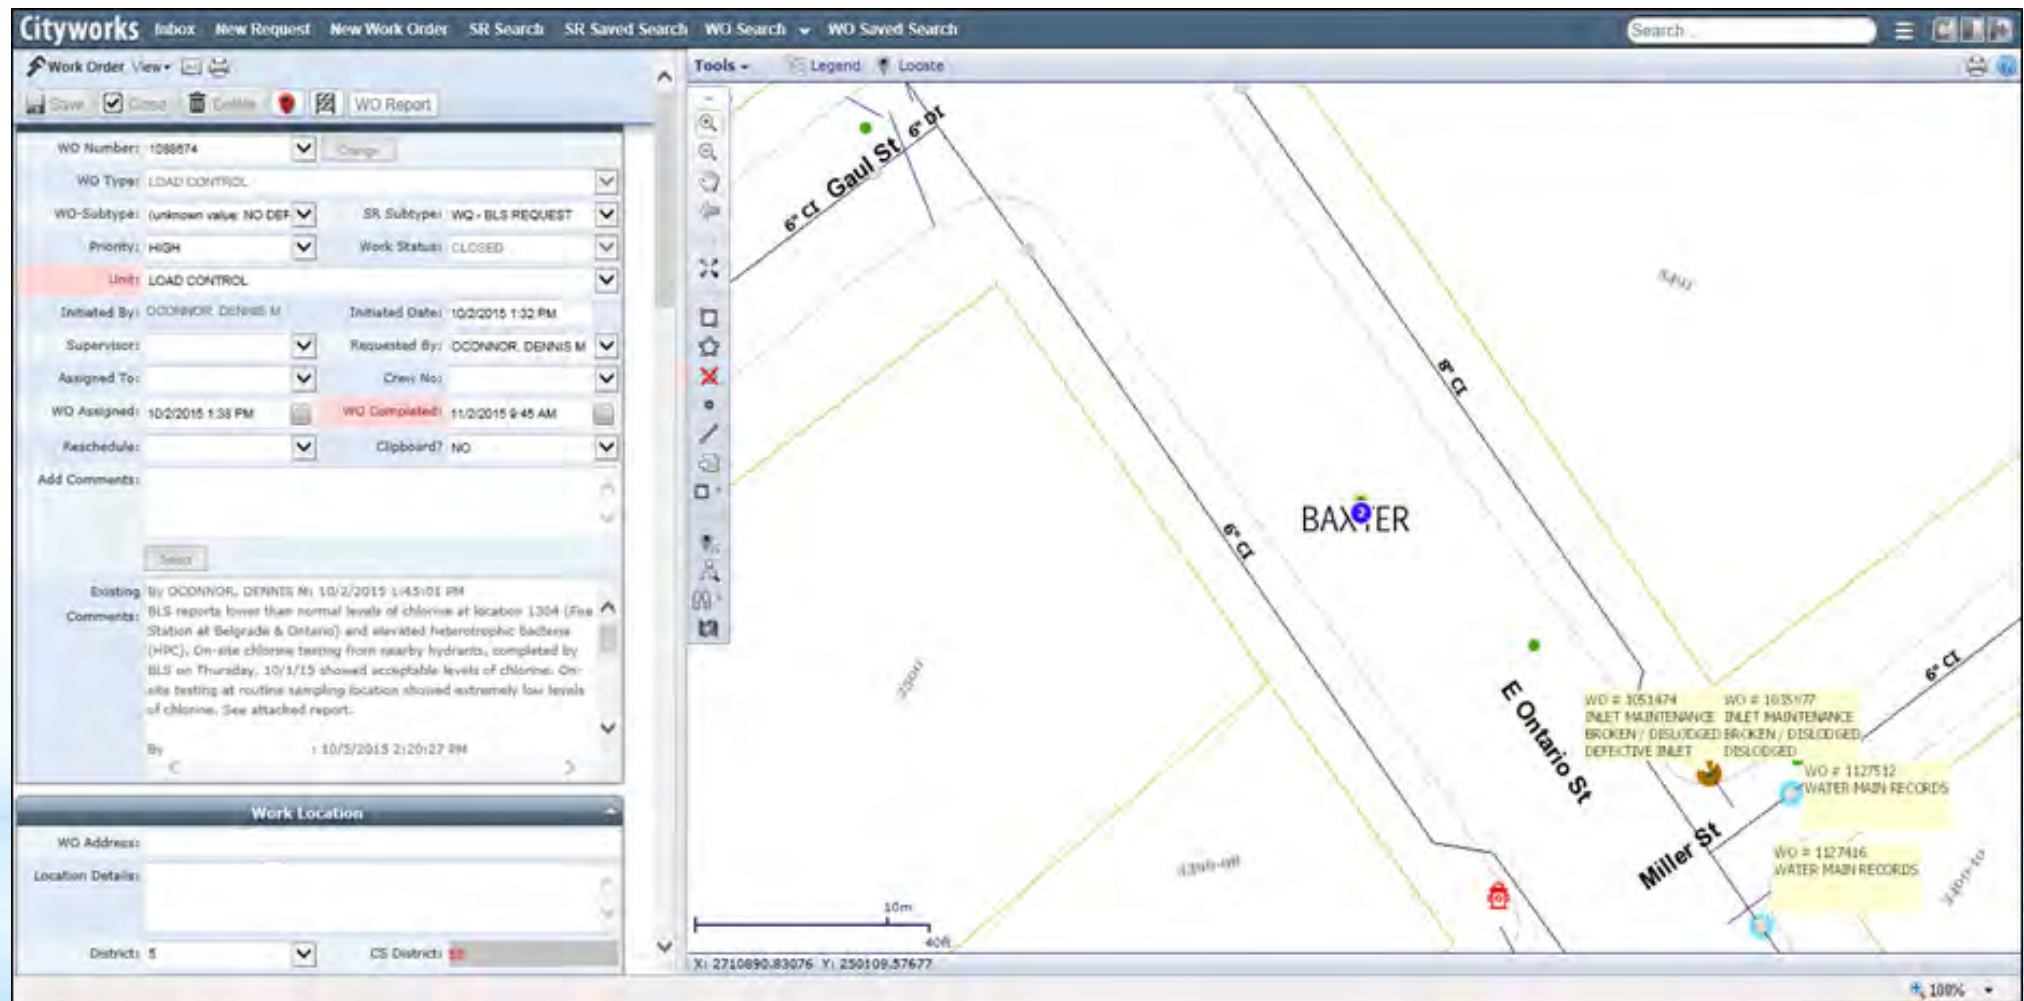 Cityworks Inbox New Request New Work Order SR Search SR Saved Search WO Search WO Saved Search Search...
Work Order View
Save Close Delete WO Report
WO Number: 1088674 Change
WO Type: LOAD CONTROL
WO-Subtype: (unknown value: NO DEF SR Subtype: WQ - BLS REQUEST
Priority: HIGH Work Status: CLOSED
Unit: LOAD CONTROL
Initiated By: OCONNOR, DENNIS M Initiated Date: 10/2/2015 1:32 PM
Supervisor: Requested By: OCONNOR, DENNIS M
Assigned To: Crew No:
WO Assigned: 10/2/2015 1:38 PM WO Completed: 11/2/2015 9:45 AM
Reschedule: Clipboard? NO
Add Comments:
Existing Comments:
By OCONNOR, DENNIS M: 10/2/2015 1:45:01 PM
BLS reports lower than normal levels of chlorine at location 1304 (Fire
Station at Belgrade & Ontario) and elevated heterotrophic bacteria
(HPC). On-site chlorine testing from nearby hydrants, completed by
BLS on Thursday, 10/1/15 showed acceptable levels of chlorine. On-
site testing at routine sampling location showed extremely low levels
of chlorine. See attached report.
By : 10/5/2015 2:20:27 PM
Work Location
WO Address:
Location Details:
District: 5 CS District:
Tools Legend Locate
6" DI
Gaul St
6" CI
8" CI
6" CI
BAXTER
2
E Ontario St
6" CI
WO # 1051474
INLET MAINTENANCE
BROKEN / DISLODGED
DEFECTIVE INLET
WO # 1035977
INLET MAINTENANCE
BROKEN / DISLODGED
DISLODGED
WO # 1127512
WATER MAIN RECORDS
Miller St
WO # 1127416
WATER MAIN RECORDS
10m
40ft
X: 2710890.83076 Y: 250109.57677
100%